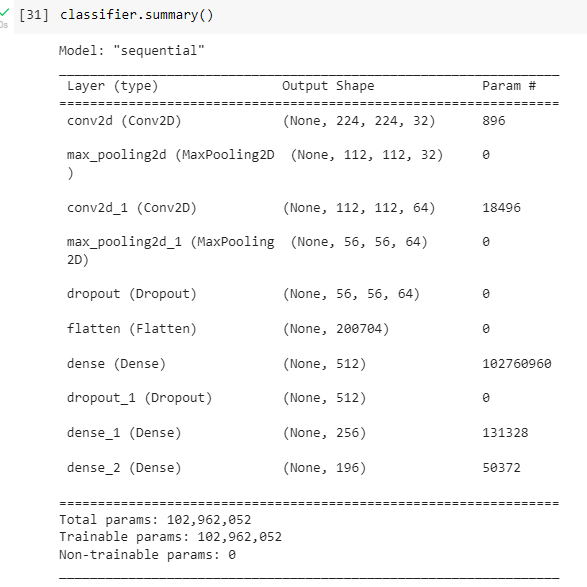 [31] classifier.summary()
0s
Model: "sequential"
_________________________________________________________________
Layer (type) Output Shape Param #
=================================================================
conv2d (Conv2D) (None, 224, 224, 32) 896
max_pooling2d (MaxPooling2D (None, 112, 112, 32) 0
)
conv2d_1 (Conv2D) (None, 112, 112, 64) 18496
max_pooling2d_1 (MaxPooling (None, 56, 56, 64) 0
2D)
dropout (Dropout) (None, 56, 56, 64) 0
flatten (Flatten) (None, 200704) 0
dense (Dense) (None, 512) 102760960
dropout_1 (Dropout) (None, 512) 0
dense_1 (Dense) (None, 256) 131328
dense_2 (Dense) (None, 196) 50372
=================================================================
Total params: 102,962,052
Trainable params: 102,962,052
Non-trainable params: 0
_________________________________________________________________